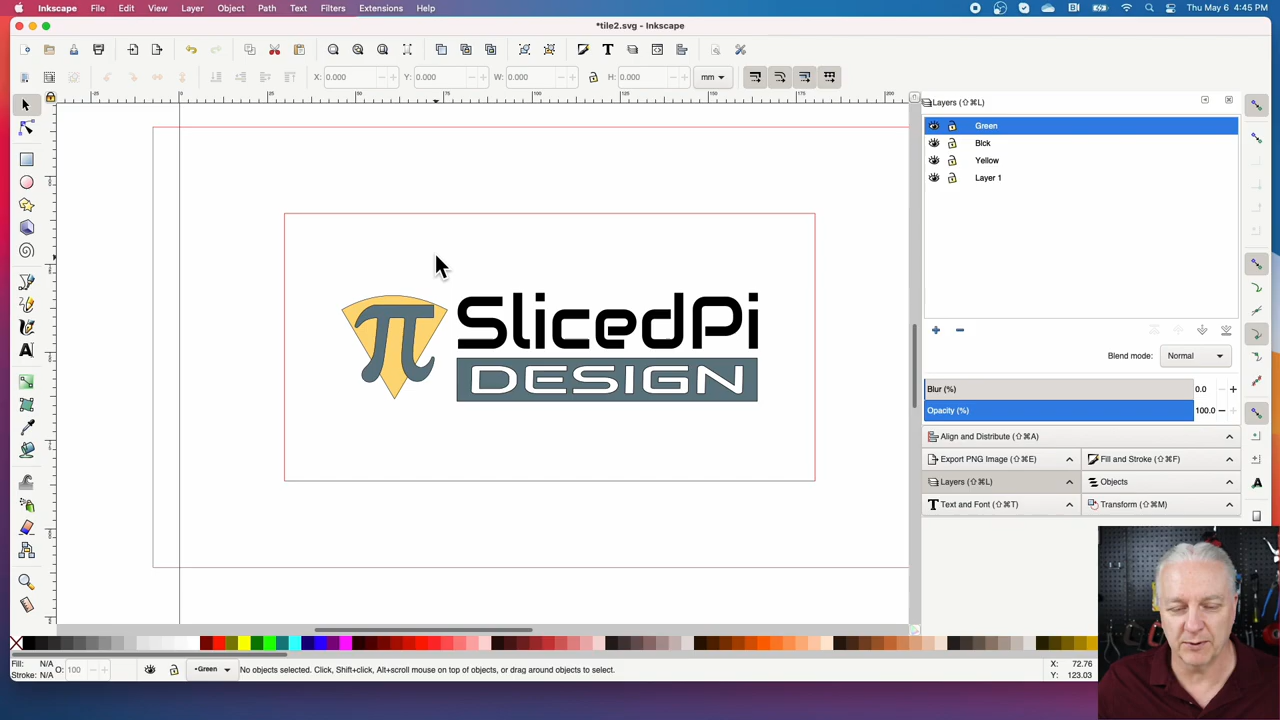 Inkscape File Edit View Layer Object Path Text Filters Extensions Help Thu May 6 4:45 PM
*tile2.svg - Inkscape
X: 0.000 Y: 0.000 W: 0.000 H: 0.000 mm
Layers (⇧⌘L)
Green
Blck
Yellow
Layer 1
π SlicedPi
DESIGN
Blend mode: Normal
Blur (%) 0.0
Opacity (%) 100.0
Align and Distribute (⇧⌘A)
Export PNG Image (⇧⌘E) Fill and Stroke (⇧⌘F)
Layers (⇧⌘L) Objects
Text and Font (⇧⌘T) Transform (⇧⌘M)
Fill: N/A
Stroke: N/A
O: 100
•Green
No objects selected. Click, Shift+click, Alt+scroll mouse on top of objects, or drag around objects to select.
X: 72.76
Y: 123.03